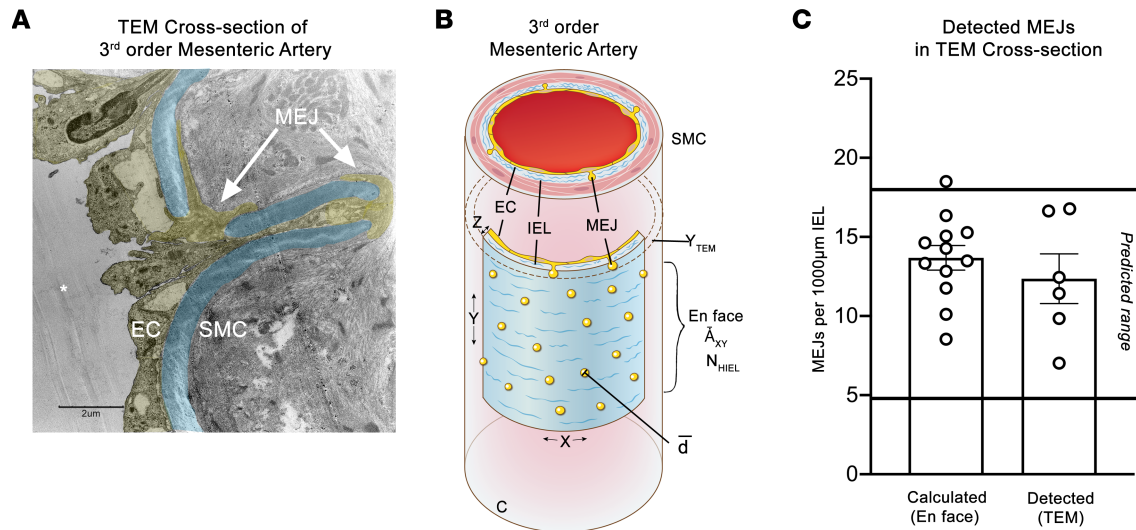 A
TEM Cross-section of
3rd order Mesenteric Artery
MEJ
*
EC
SMC
2um
B
3rd order
Mesenteric Artery
SMC
EC
IEL
MEJ
Z
YTEM
Y
En face
ÃXY
NHIEL
X
d̅
C
C
Detected MEJs
in TEM Cross-section
MEJs per 1000µm IEL
25
20
15
10
5
0
Predicted range
Calculated
(En face)
Detected
(TEM)